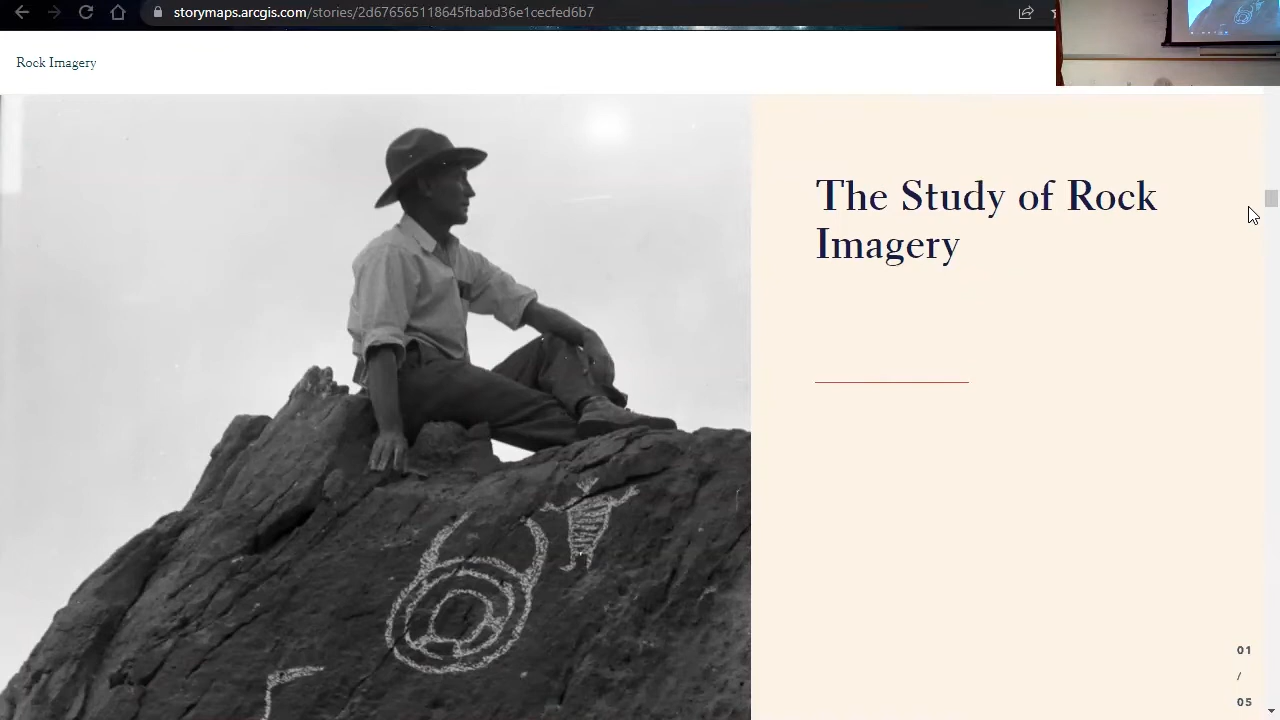 storymaps.arcgis.com/stories/2d676565118645fbabd36e1cecfed6b7
Rock Imagery
The Study of Rock
Imagery
01
/
05